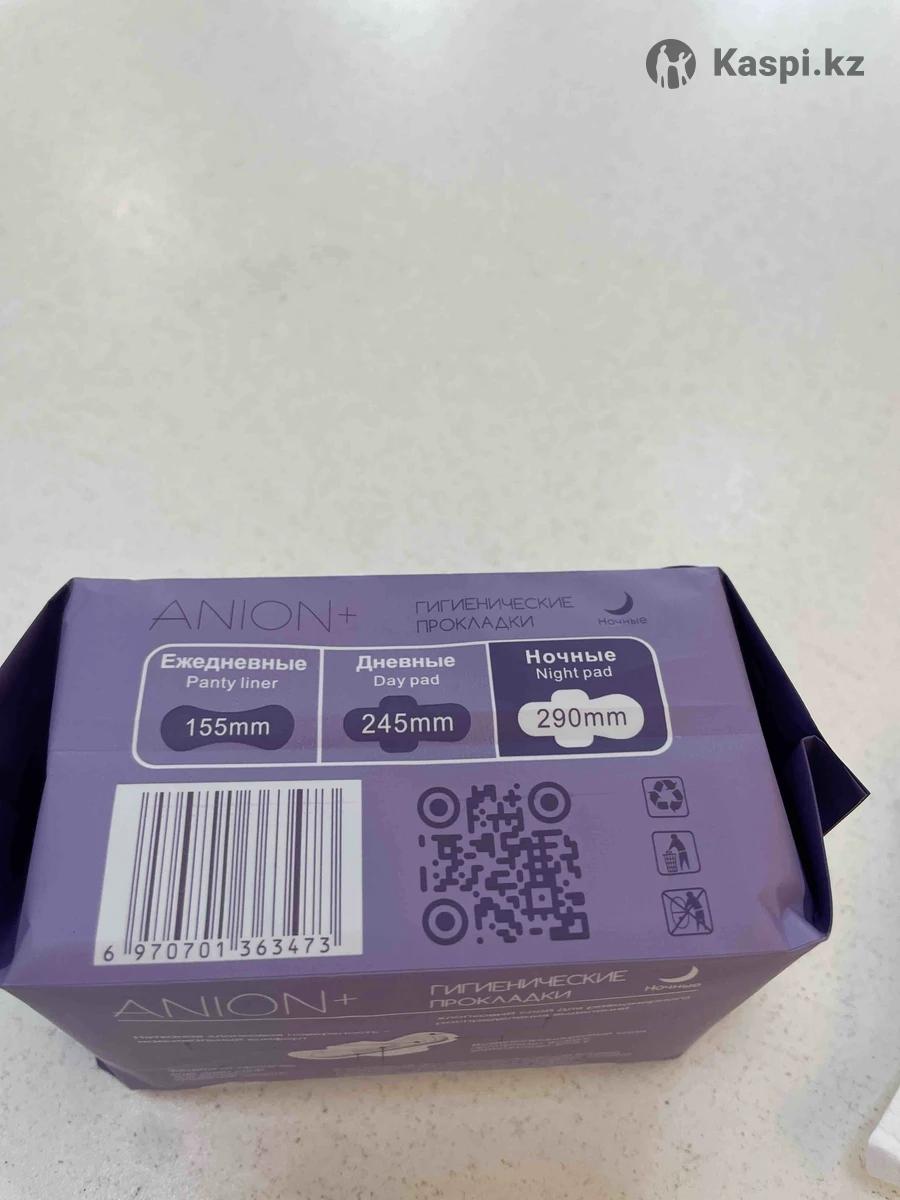 Kaspi.kz
ANION+
ГИГИЕНИЧЕСКИЕ
ПРОКЛАДКИ
Ночные
Ежедневные
Panty liner
155mm
Дневные
Day pad
245mm
Ночные
Night pad
290mm
6 970701 363473
ANION+
ГИГИЕНИЧЕСКИЕ
ПРОКЛАДКИ
Ночные